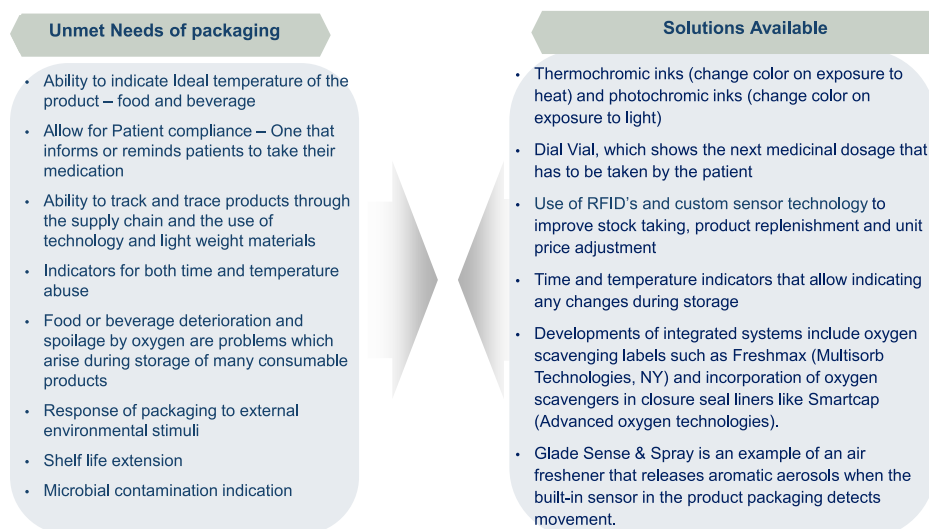 Unmet Needs of packaging
• Ability to indicate Ideal temperature of the
product – food and beverage
• Allow for Patient compliance – One that
informs or reminds patients to take their
medication
• Ability to track and trace products through
the supply chain and the use of
technology and light weight materials
• Indicators for both time and temperature
abuse
• Food or beverage deterioration and
spoilage by oxygen are problems which
arise during storage of many consumable
products
• Response of packaging to external
environmental stimuli
• Shelf life extension
• Microbial contamination indication
Solutions Available
• Thermochromic inks (change color on exposure to
heat) and photochromic inks (change color on
exposure to light)
• Dial Vial, which shows the next medicinal dosage that
has to be taken by the patient
• Use of RFID's and custom sensor technology to
improve stock taking, product replenishment and unit
price adjustment
• Time and temperature indicators that allow indicating
any changes during storage
• Developments of integrated systems include oxygen
scavenging labels such as Freshmax (Multisorb
Technologies, NY) and incorporation of oxygen
scavengers in closure seal liners like Smartcap
(Advanced oxygen technologies).
• Glade Sense & Spray is an example of an air
freshener that releases aromatic aerosols when the
built-in sensor in the product packaging detects
movement.